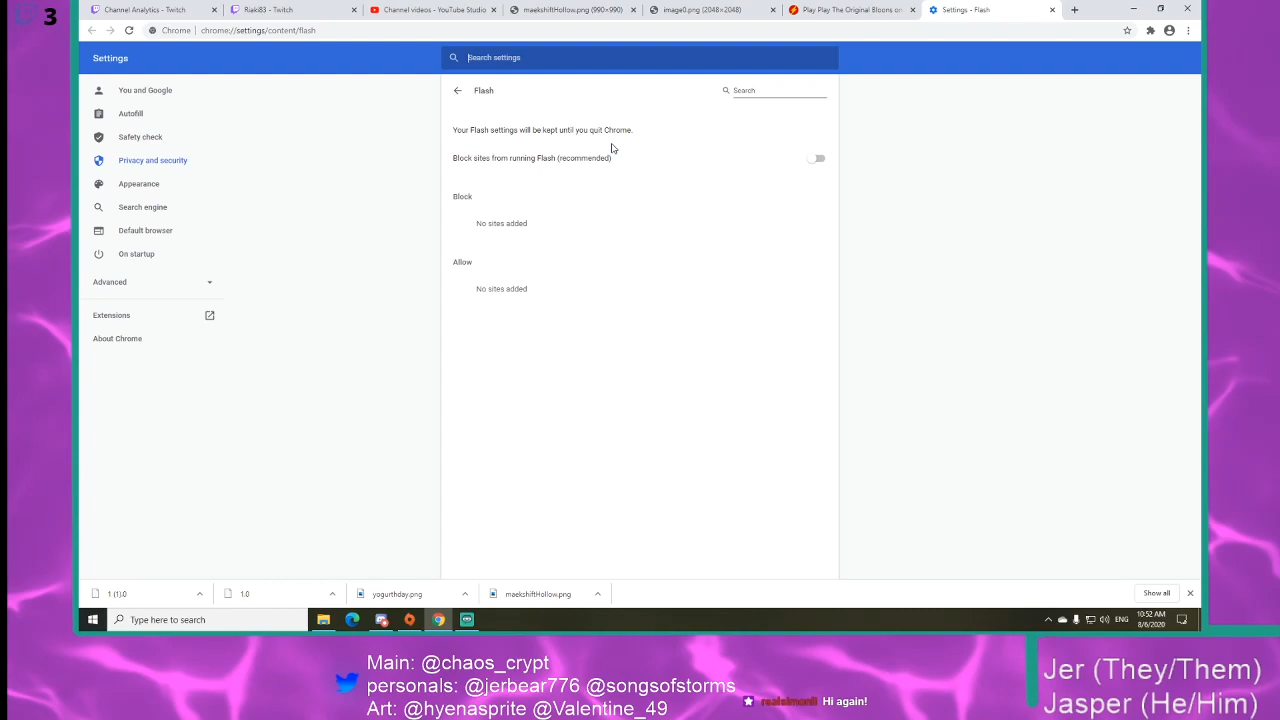 3
Channel Analytics - Twitch
Riaki83 - Twitch
Channel videos - YouTube Studio
maekshiftHollow.png (990×990)
image0.png (2048×2048)
Play Play The Original Bloons on
Settings - Flash
Chrome | chrome://settings/content/flash
Settings
Search settings
You and Google
Autofill
Safety check
Privacy and security
Appearance
Search engine
Default browser
On startup
Advanced
Extensions
About Chrome
Flash
Search
Your Flash settings will be kept until you quit Chrome.
Block sites from running Flash (recommended)
Block
No sites added
Allow
No sites added
1 (1).0
1.0
yogurthday.png
maekshiftHollow.png
Show all
Type here to search
ENG
10:52 AM
8/6/2020
Main: @chaos_crypt
personals: @jerbear776 @songsofstorms
Art: @hyenasprite @Valentine_49
Hi again!
Jer (They/Them)
Jasper (He/Him)